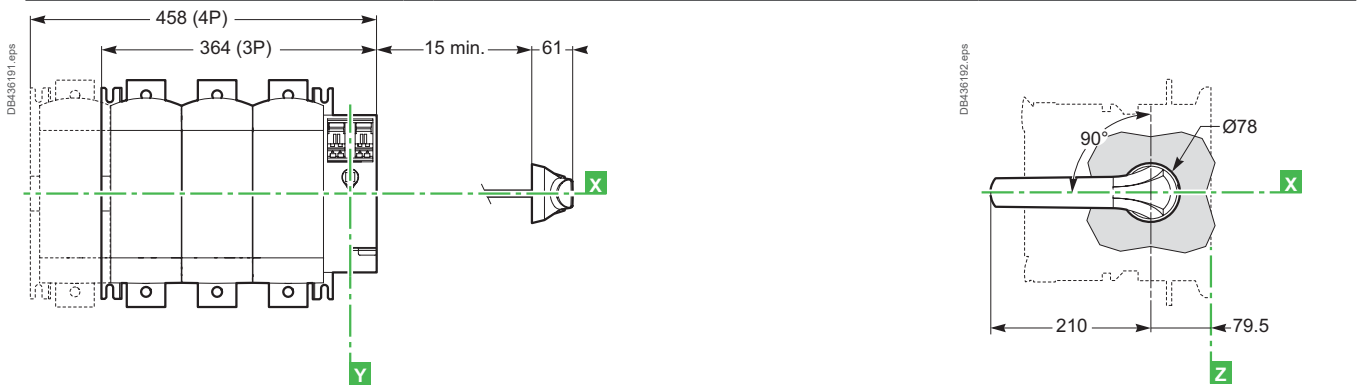 458 (4P)
364 (3P)
15 min.
61
DB436191.eps
X
Y
DB436192.eps
90°
Ø78
X
210
79.5
Z